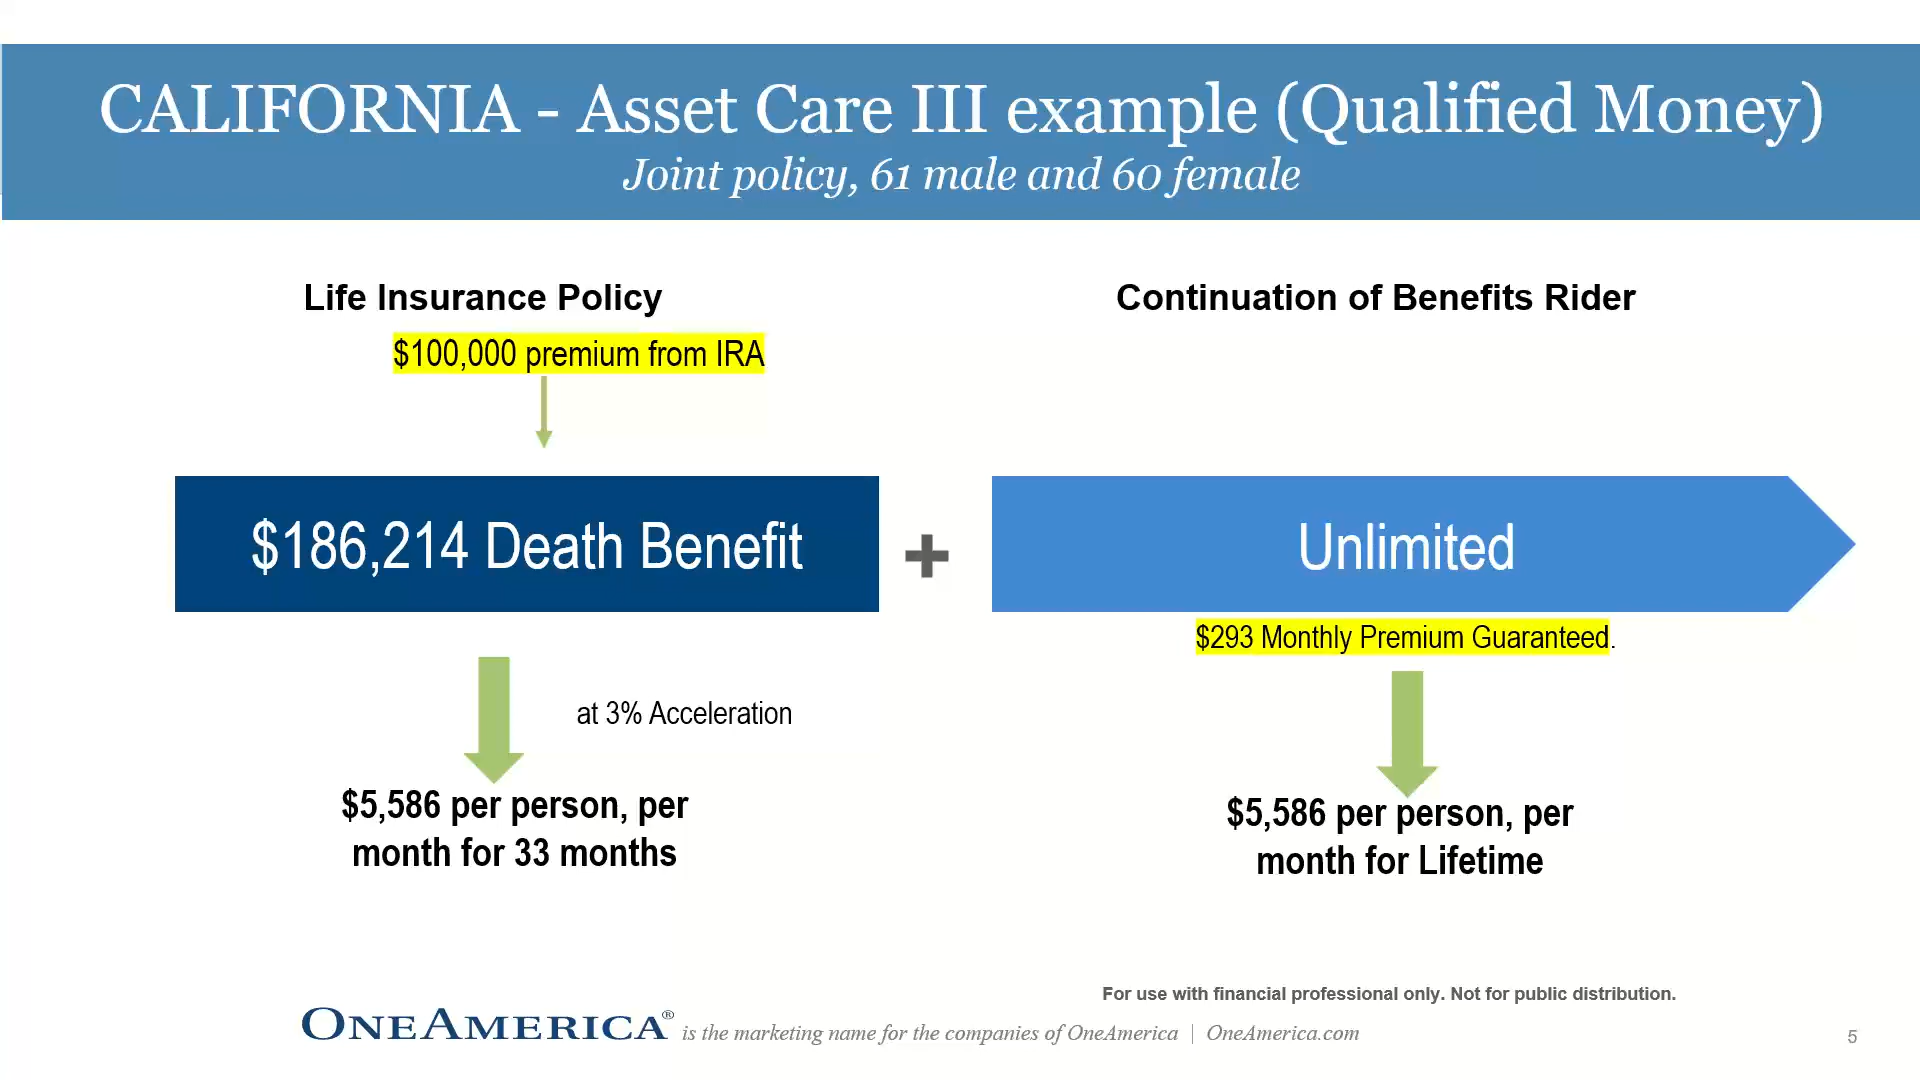 CALIFORNIA - Asset Care III example (Qualified Money)
Joint policy, 61 male and 60 female
Life Insurance Policy
$100,000 premium from IRA
$186,214 Death Benefit
at 3% Acceleration
$5,586 per person, per
month for 33 months
+
Continuation of Benefits Rider
Unlimited
$293 Monthly Premium Guaranteed.
$5,586 per person, per
month for Lifetime
For use with financial professional only. Not for public distribution.
ONEAMERICA® is the marketing name for the companies of OneAmerica | OneAmerica.com
5